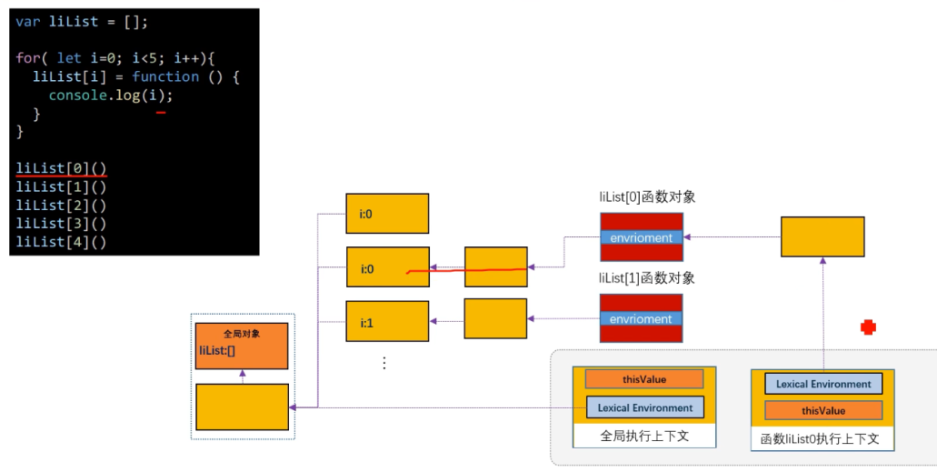 var liList = [];
for( let i=0; i<5; i++){
liList[i] = function () {
console.log(i);
}
}
liList[0]()
liList[1]()
liList[2]()
liList[3]()
liList[4]()
liList[0]函数对象
i:0
envrioment
i:0
liList[1]函数对象
i:1
envrioment
⋮
全局对象
liList:[]
thisValue
Lexical Environment
全局执行上下文
Lexical Environment
thisValue
函数liList0执行上下文